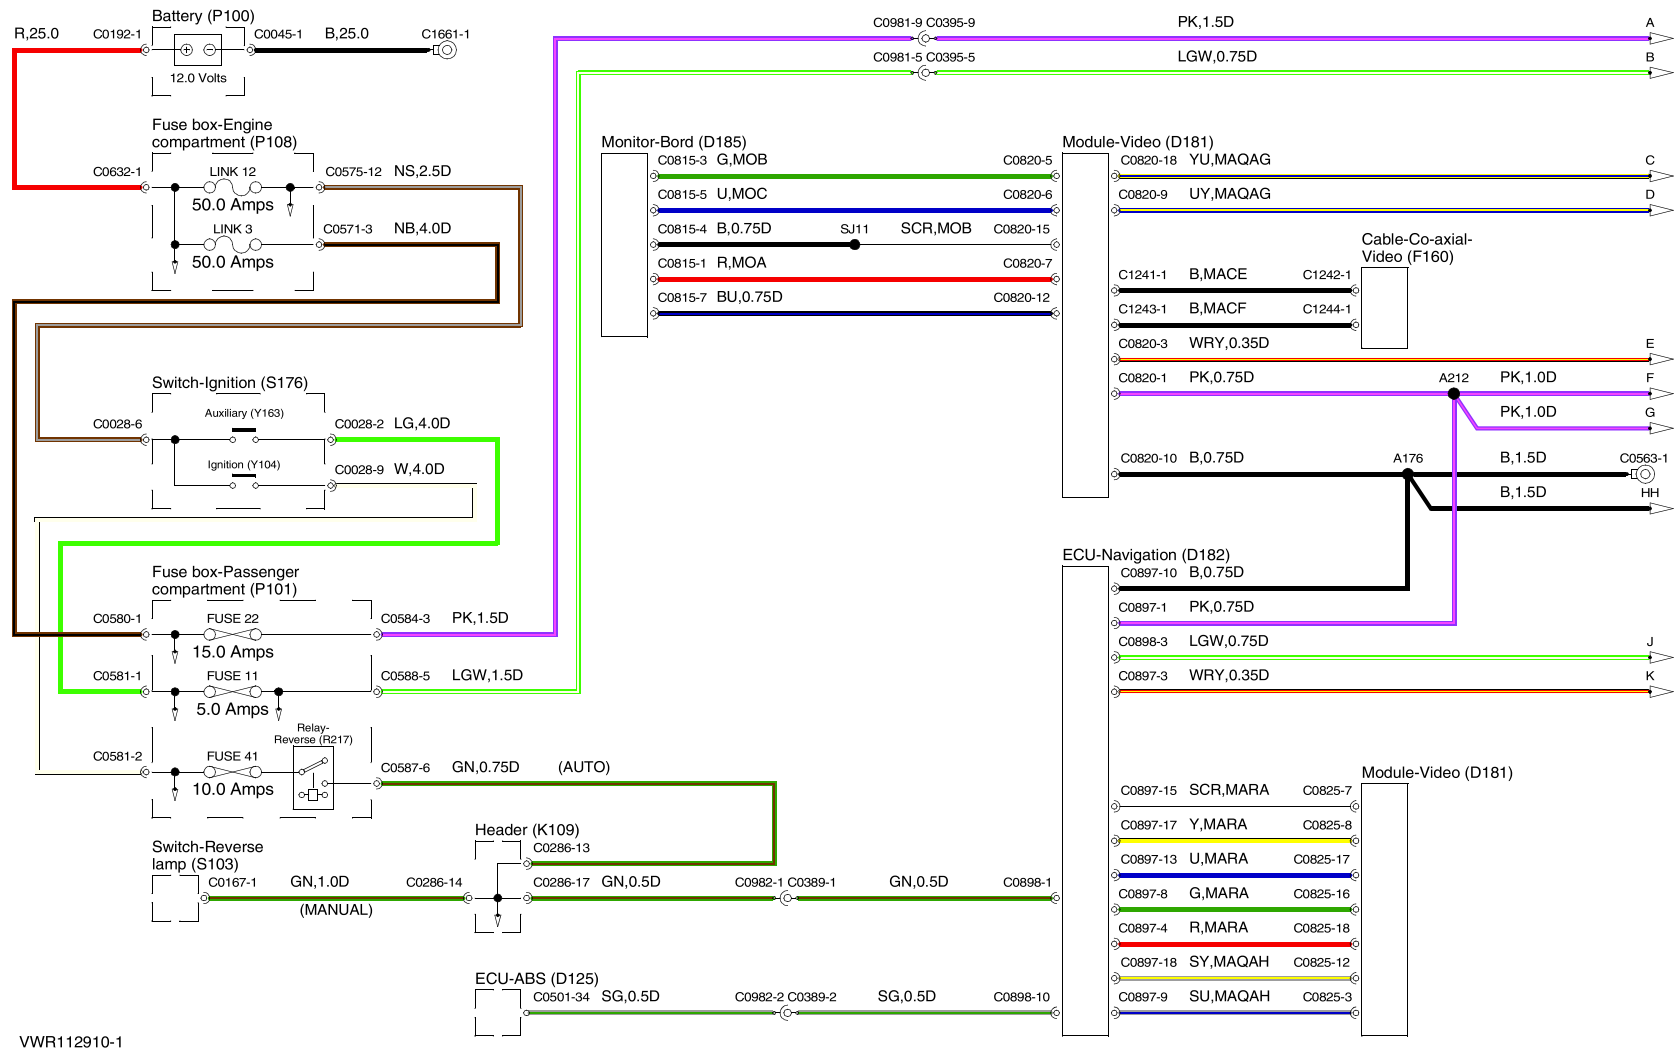 Battery (P100)
R,25.0 C0192-1 C0045-1 B,25.0 C1661-1
12.0 Volts
C0981-9 C0395-9 PK,1.5D A
C0981-5 C0395-5 LGW,0.75D B
Fuse box-Engine
compartment (P108)
C0632-1 LINK 12 C0575-12 NS,2.5D
50.0 Amps
LINK 3 C0571-3 NB,4.0D
50.0 Amps
Monitor-Bord (D185) Module-Video (D181)
C0815-3 G,MOB C0820-5 C0820-18 YU,MAQAG C
C0815-5 U,MOC C0820-6 C0820-9 UY,MAQAG D
C0815-4 B,0.75D SJ11 SCR,MOB C0820-15
Cable-Co-axial-
Video (F160)
C0815-1 R,MOA C0820-7 C1241-1 B,MACE C1242-1
C0815-7 BU,0.75D C0820-12 C1243-1 B,MACF C1244-1
C0820-3 WRY,0.35D E
C0820-1 PK,0.75D A212 PK,1.0D F
PK,1.0D G
C0820-10 B,0.75D A176 B,1.5D C0563-1
B,1.5D HH
Switch-Ignition (S176)
Auxiliary (Y163)
C0028-6 C0028-2 LG,4.0D
Ignition (Y104)
C0028-9 W,4.0D
Fuse box-Passenger
compartment (P101)
C0580-1 FUSE 22 C0584-3 PK,1.5D
15.0 Amps
C0581-1 FUSE 11 C0588-5 LGW,1.5D
5.0 Amps
Relay-
Reverse (R217)
C0581-2 FUSE 41 C0587-6 GN,0.75D (AUTO)
10.0 Amps
ECU-Navigation (D182)
C0897-10 B,0.75D
C0897-1 PK,0.75D
C0898-3 LGW,0.75D J
C0897-3 WRY,0.35D K
Module-Video (D181)
C0897-15 SCR,MARA C0825-7
C0897-17 Y,MARA C0825-8
C0897-13 U,MARA C0825-17
C0897-8 G,MARA C0825-16
C0897-4 R,MARA C0825-18
C0897-18 SY,MAQAH C0825-12
C0897-9 SU,MAQAH C0825-3
Switch-Reverse
lamp (S103)
Header (K109)
C0286-13
C0167-1 GN,1.0D C0286-14 C0286-17 GN,0.5D C0982-1 C0389-1 GN,0.5D C0898-1
(MANUAL)
ECU-ABS (D125)
C0501-34 SG,0.5D C0982-2 C0389-2 SG,0.5D C0898-10
VWR112910-1